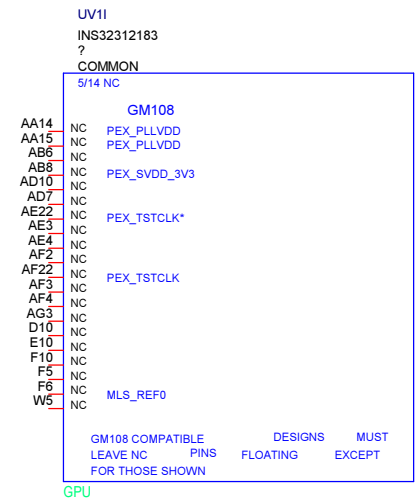 UV1I
INS32312183
?
COMMON
5/14 NC
GM108
AA14 NC PEX_PLLVDD
AA15 NC PEX_PLLVDD
AB6 NC
AB8 NC PEX_SVDD_3V3
AD10 NC
AD7 NC
AE22 NC PEX_TSTCLK*
AE3 NC
AE4 NC
AF2 NC
AF22 NC PEX_TSTCLK
AF3 NC
AF4 NC
AG3 NC
D10 NC
E10 NC
F10 NC
F5 NC
F6 NC MLS_REF0
W5 NC
GM108 COMPATIBLE DESIGNS MUST
LEAVE NC PINS FLOATING EXCEPT
FOR THOSE SHOWN
GPU